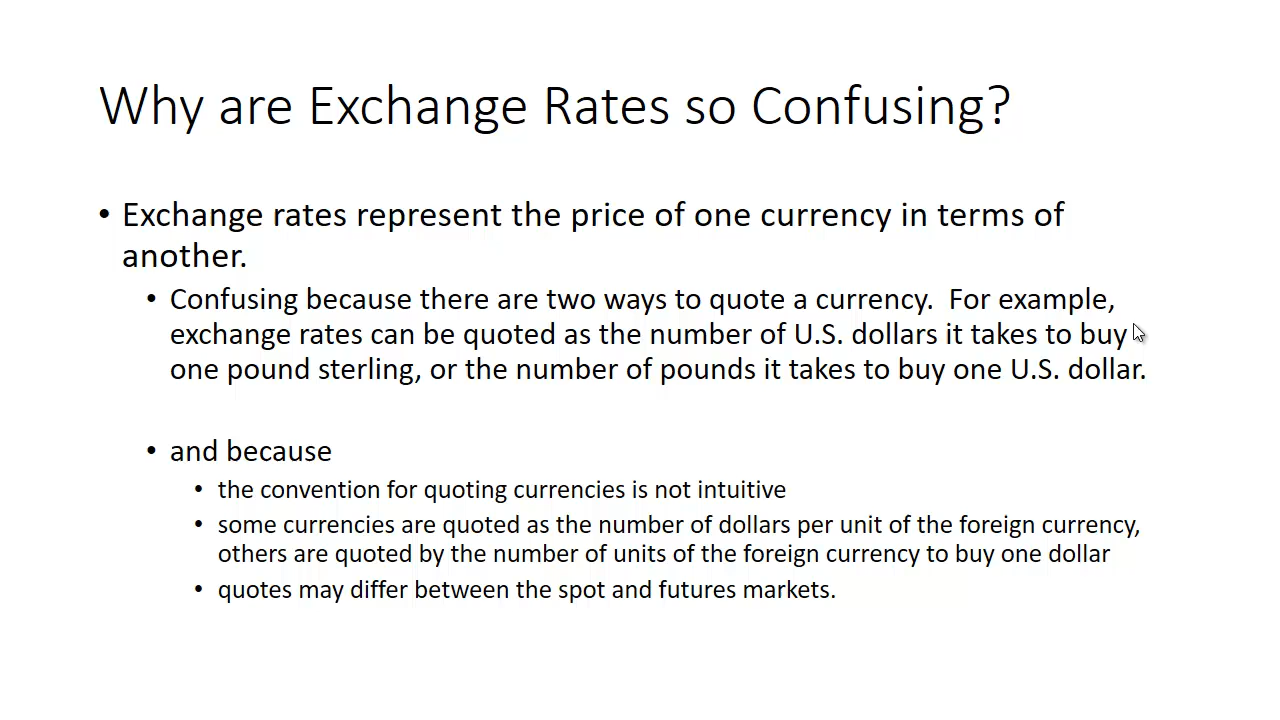 Why are Exchange Rates so Confusing?
• Exchange rates represent the price of one currency in terms of
another.
• Confusing because there are two ways to quote a currency.  For example,
exchange rates can be quoted as the number of U.S. dollars it takes to buy
one pound sterling, or the number of pounds it takes to buy one U.S. dollar.
• and because
• the convention for quoting currencies is not intuitive
• some currencies are quoted as the number of dollars per unit of the foreign currency,
others are quoted by the number of units of the foreign currency to buy one dollar
• quotes may differ between the spot and futures markets.